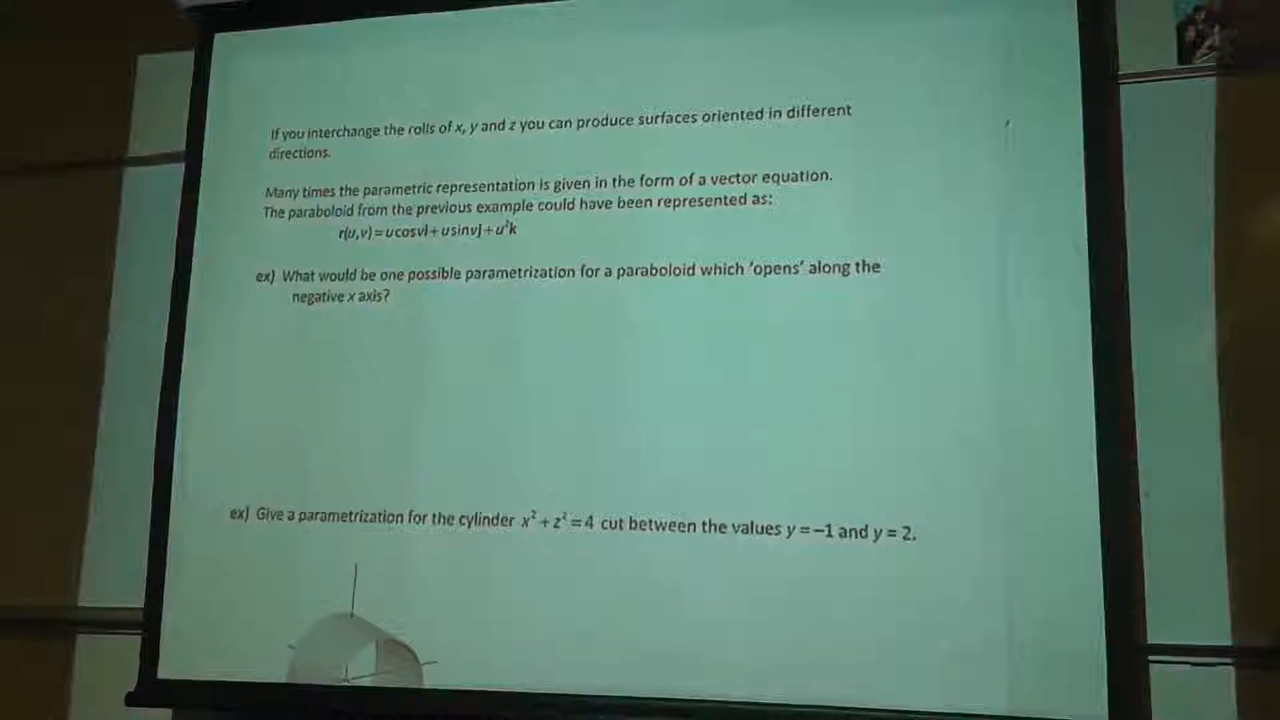 If you interchange the rolls of x, y and z you can produce surfaces oriented in different
directions.
Many times the parametric representation is given in the form of a vector equation.
The paraboloid from the previous example could have been represented as:
r(u,v)=ucosvi+usinvj+u²k
ex) What would be one possible parametrization for a paraboloid which 'opens' along the
negative x axis?
ex) Give a parametrization for the cylinder x²+z²=4 cut between the values y=−1 and y=2.